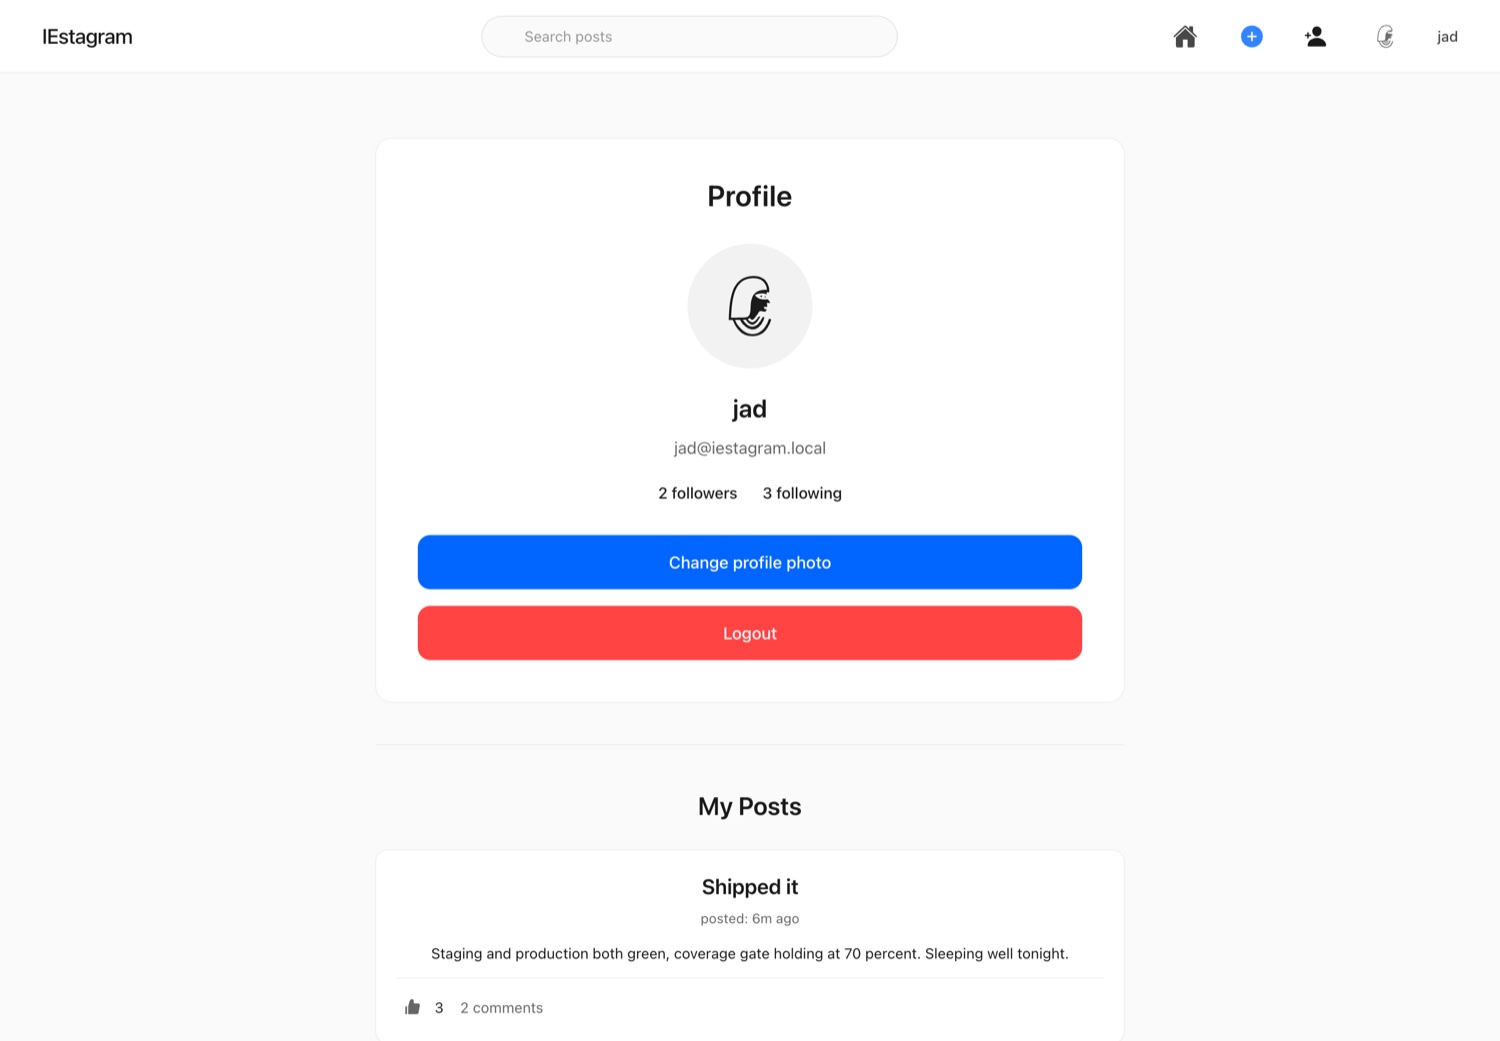 IEstagram
Search posts
jad
Profile
jad
jad@iestagram.local
2 followers 3 following
Change profile photo
Logout
My Posts
Shipped it
posted: 6m ago
Staging and production both green, coverage gate holding at 70 percent. Sleeping well tonight.
3 2 comments